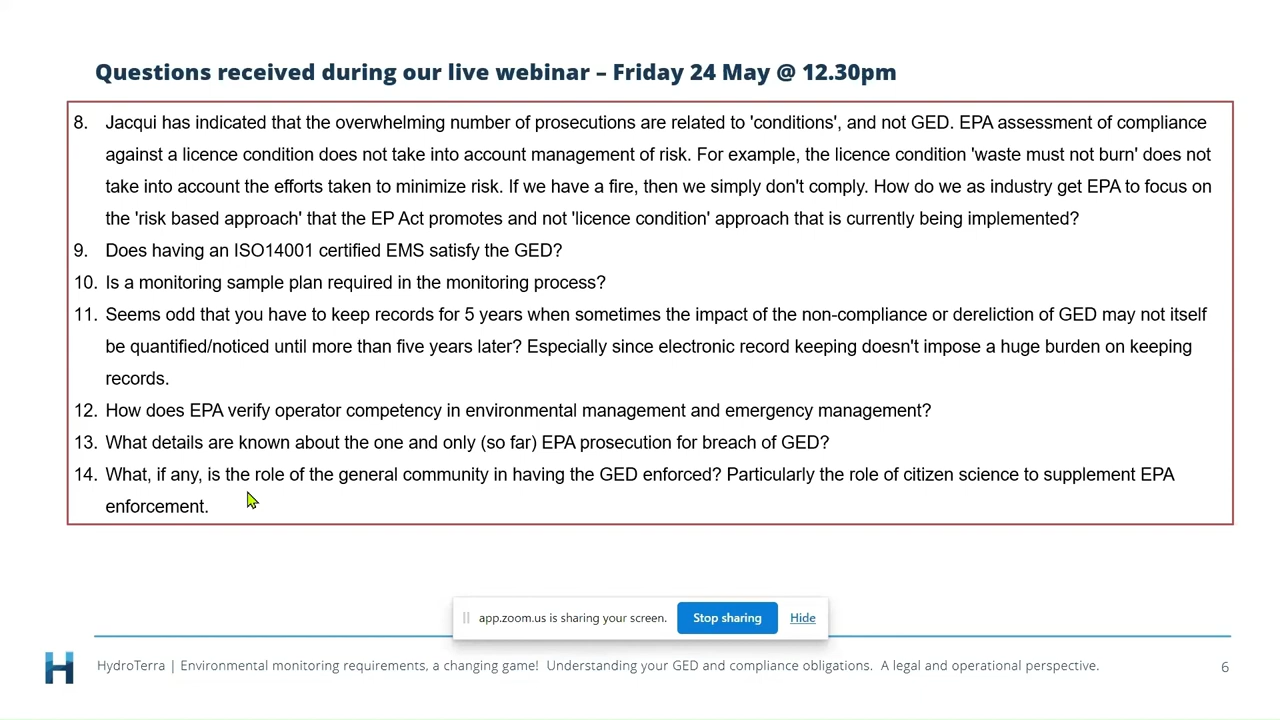 Questions received during our live webinar – Friday 24 May @ 12.30pm
8. Jacqui has indicated that the overwhelming number of prosecutions are related to 'conditions', and not GED. EPA assessment of compliance
against a licence condition does not take into account management of risk. For example, the licence condition 'waste must not burn' does not
take into account the efforts taken to minimize risk. If we have a fire, then we simply don't comply. How do we as industry get EPA to focus on
the 'risk based approach' that the EP Act promotes and not 'licence condition' approach that is currently being implemented?
9. Does having an ISO14001 certified EMS satisfy the GED?
10. Is a monitoring sample plan required in the monitoring process?
11. Seems odd that you have to keep records for 5 years when sometimes the impact of the non-compliance or dereliction of GED may not itself
be quantified/noticed until more than five years later? Especially since electronic record keeping doesn't impose a huge burden on keeping
records.
12. How does EPA verify operator competency in environmental management and emergency management?
13. What details are known about the one and only (so far) EPA prosecution for breach of GED?
14. What, if any, is the role of the general community in having the GED enforced? Particularly the role of citizen science to supplement EPA
enforcement.
app.zoom.us is sharing your screen. Stop sharing Hide
HydroTerra | Environmental monitoring requirements, a changing game! Understanding your GED and compliance obligations. A legal and operational perspective. 6